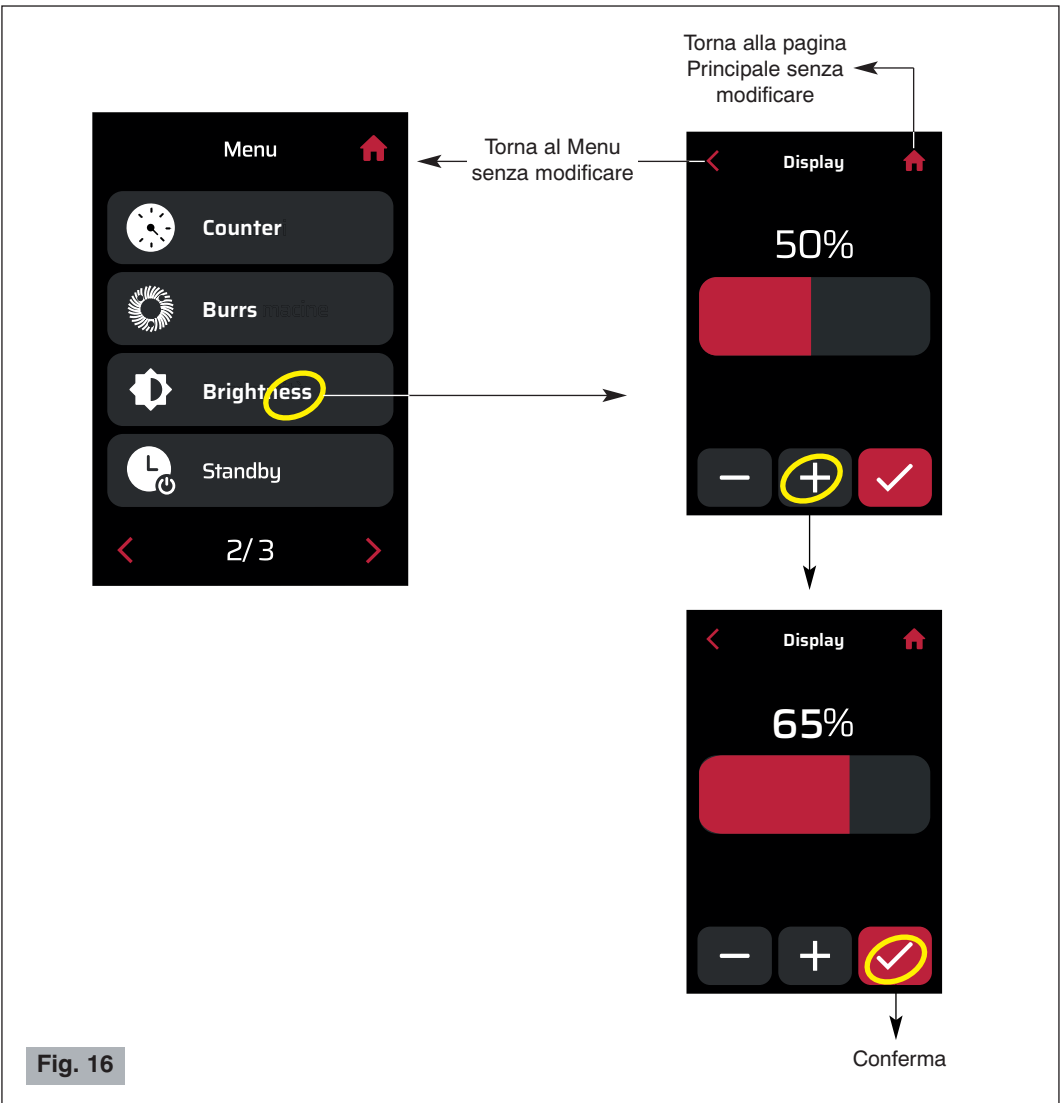 Torna alla pagina
Principale senza
modificare
Menu
Torna al Menu
senza modificare
Display
Counter
50%
Burrs
Brightness
Standby
2/3
Display
65%
Conferma
Fig. 16